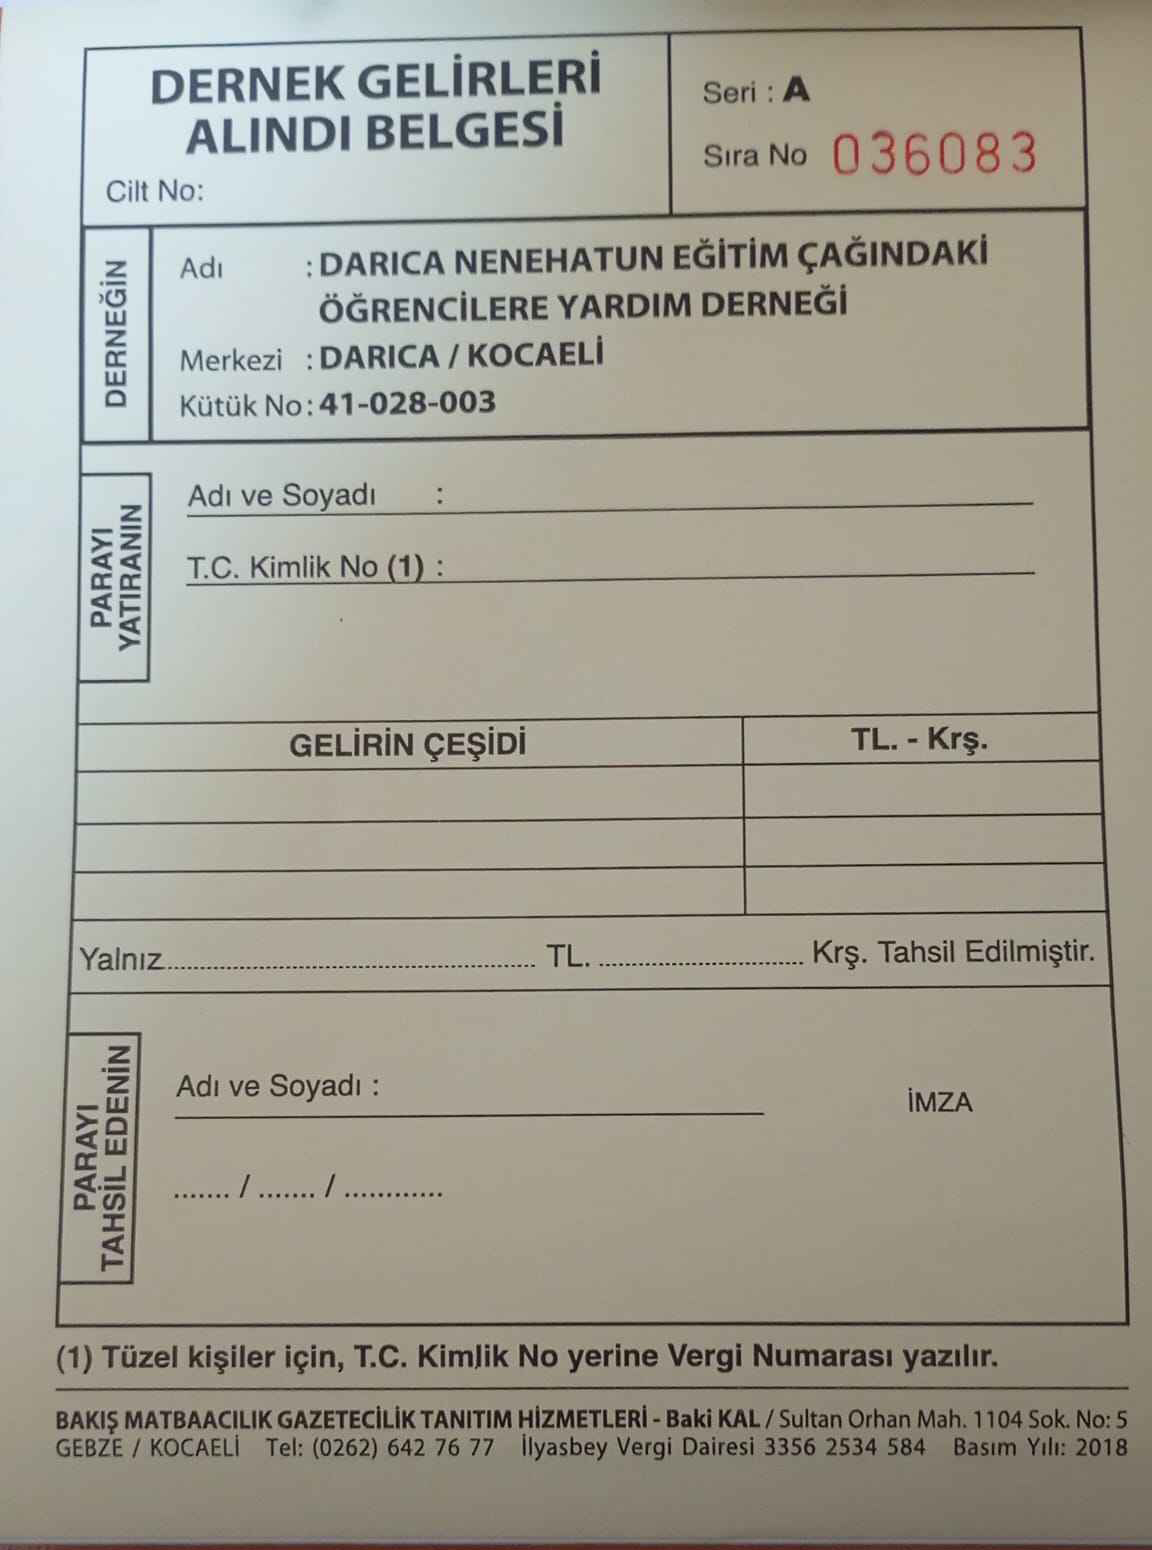 DERNEK GELİRLERİ
ALINDI BELGESİ
Cilt No:
Seri : A
Sıra No 036083
DERNEĞİN
Adı : DARICA NENEHATUN EĞİTİM ÇAĞINDAKİ
ÖĞRENCİLERE YARDIM DERNEĞİ
Merkezi : DARICA / KOCAELİ
Kütük No : 41-028-003
PARAYI
YATIRANIN
Adı ve Soyadı :
T.C. Kimlik No (1) :
GELİRİN ÇEŞİDİ TL. - Krş.
Yalnız.......................................................... TL. ................................ Krş. Tahsil Edilmiştir.
PARAYI
TAHSİL EDENİN
Adı ve Soyadı :
İMZA
....... / ....... / ............
(1) Tüzel kişiler için, T.C. Kimlik No yerine Vergi Numarası yazılır.
BAKIŞ MATBAACILIK GAZETECİLİK TANITIM HİZMETLERİ - Baki KAL / Sultan Orhan Mah. 1104 Sok. No: 5
GEBZE / KOCAELİ Tel: (0262) 642 76 77 İlyasbey Vergi Dairesi 3356 2534 584 Basım Yılı: 2018